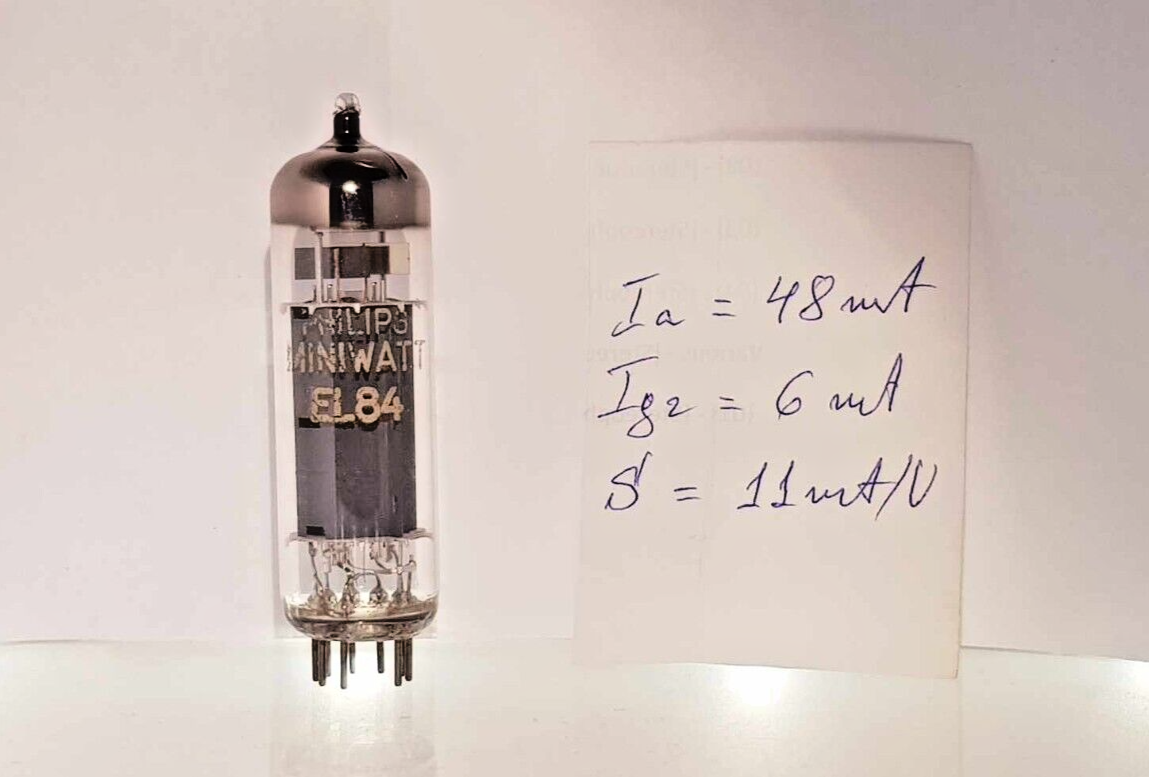 PHILIPS
MINIWATT
EL84
Ia = 48 mA
Ig2 = 6 mA
S = 11 mA/V